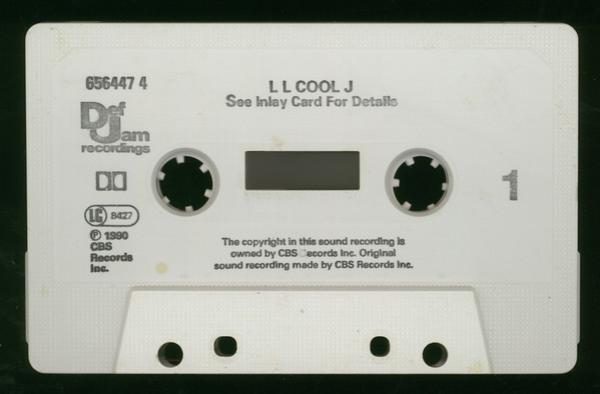 656447 4
L L COOL J
See Inlay Card For Details
Def
Jam
recordings
1
LC 8427
℗ 1990
CBS
Records
Inc.
The copyright in this sound recording is
owned by CBS Records Inc. Original
sound recording made by CBS Records Inc.